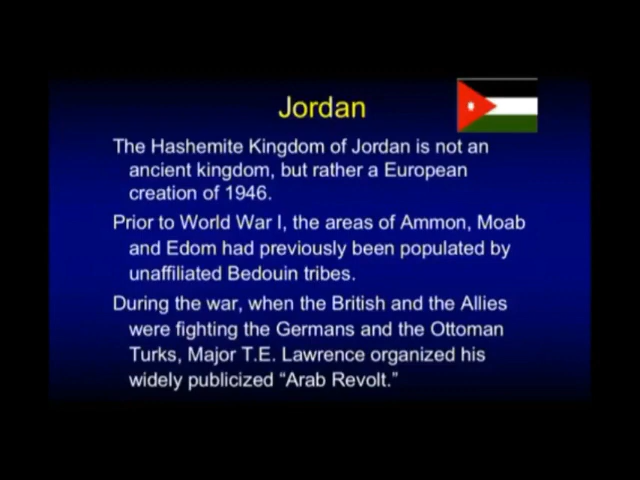 Jordan
The Hashemite Kingdom of Jordan is not an
ancient kingdom, but rather a European
creation of 1946.
Prior to World War I, the areas of Ammon, Moab
and Edom had previously been populated by
unaffiliated Bedouin tribes.
During the war, when the British and the Allies
were fighting the Germans and the Ottoman
Turks, Major T.E. Lawrence organized his
widely publicized “Arab Revolt.”